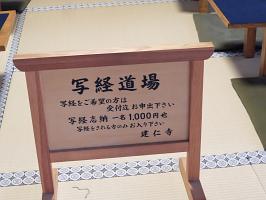 写経道場
写経をご希望の方は
受付迄 お申出下さい
写経志納 一名 1,000円也
写経をされる方のみお入り下さい
建仁寺